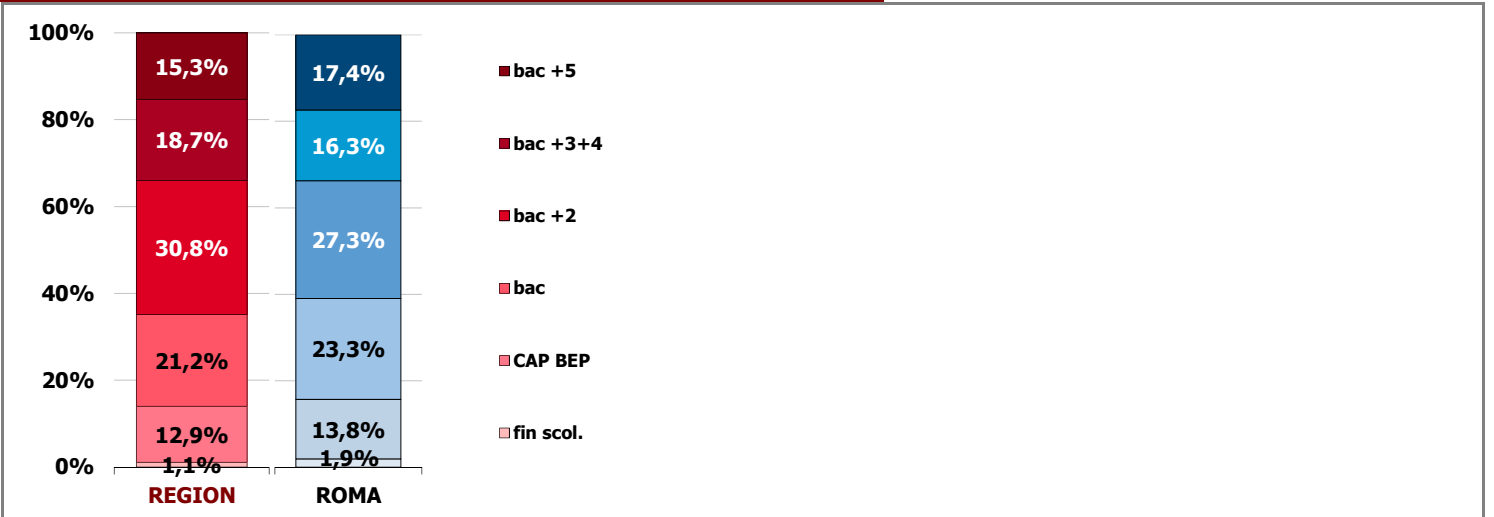 100%
80%
60%
40%
20%
0%
15,3%
18,7%
30,8%
21,2%
12,9%
1,1%
REGION
17,4%
16,3%
27,3%
23,3%
13,8%
1,9%
ROMA
bac +5
bac +3+4
bac +2
bac
CAP BEP
fin scol.